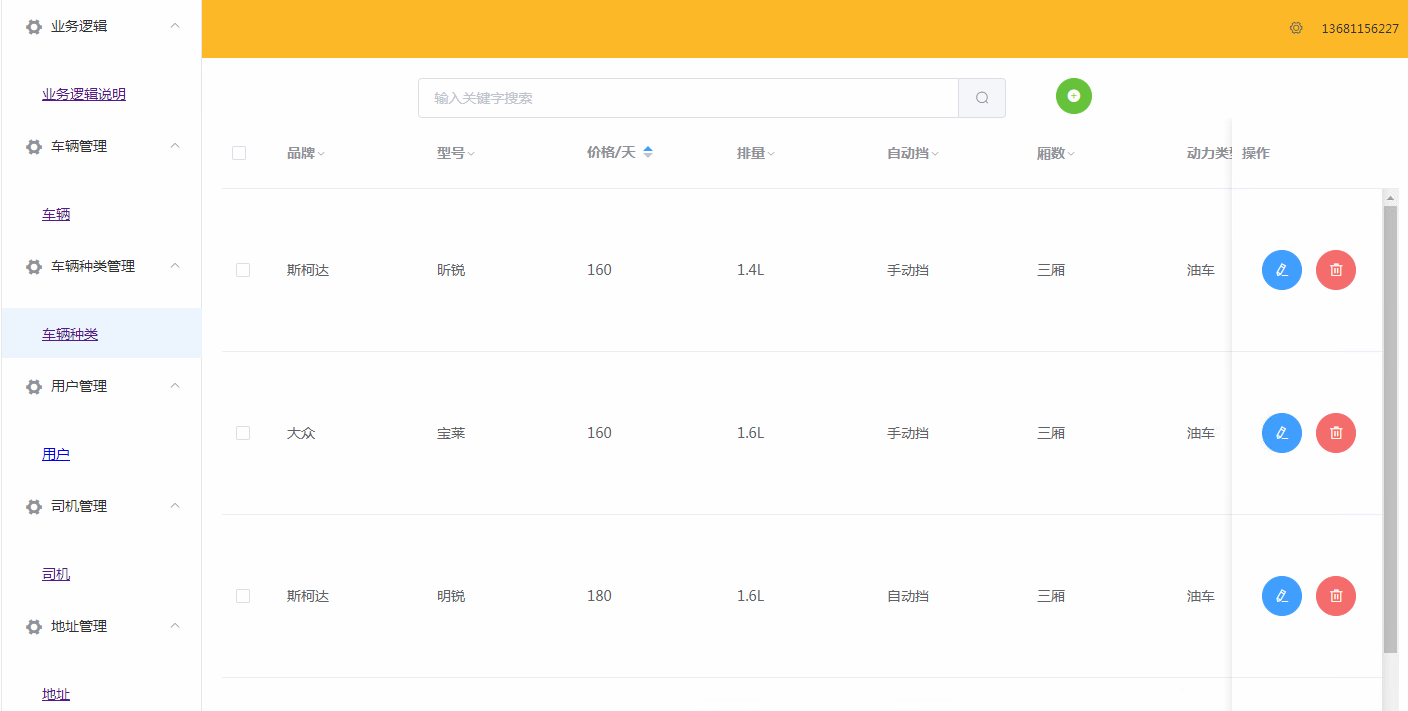 业务逻辑
业务逻辑说明
车辆管理
车辆
车辆种类管理
车辆种类
用户管理
用户
司机管理
司机
地址管理
地址
13681156227
输入关键字搜索
品牌 型号 价格/天 排量 自动挡 厢数 动力类 操作
斯柯达 昕锐 160 1.4L 手动挡 三厢 油车
大众 宝莱 160 1.6L 手动挡 三厢 油车
斯柯达 明锐 180 1.6L 自动挡 三厢 油车